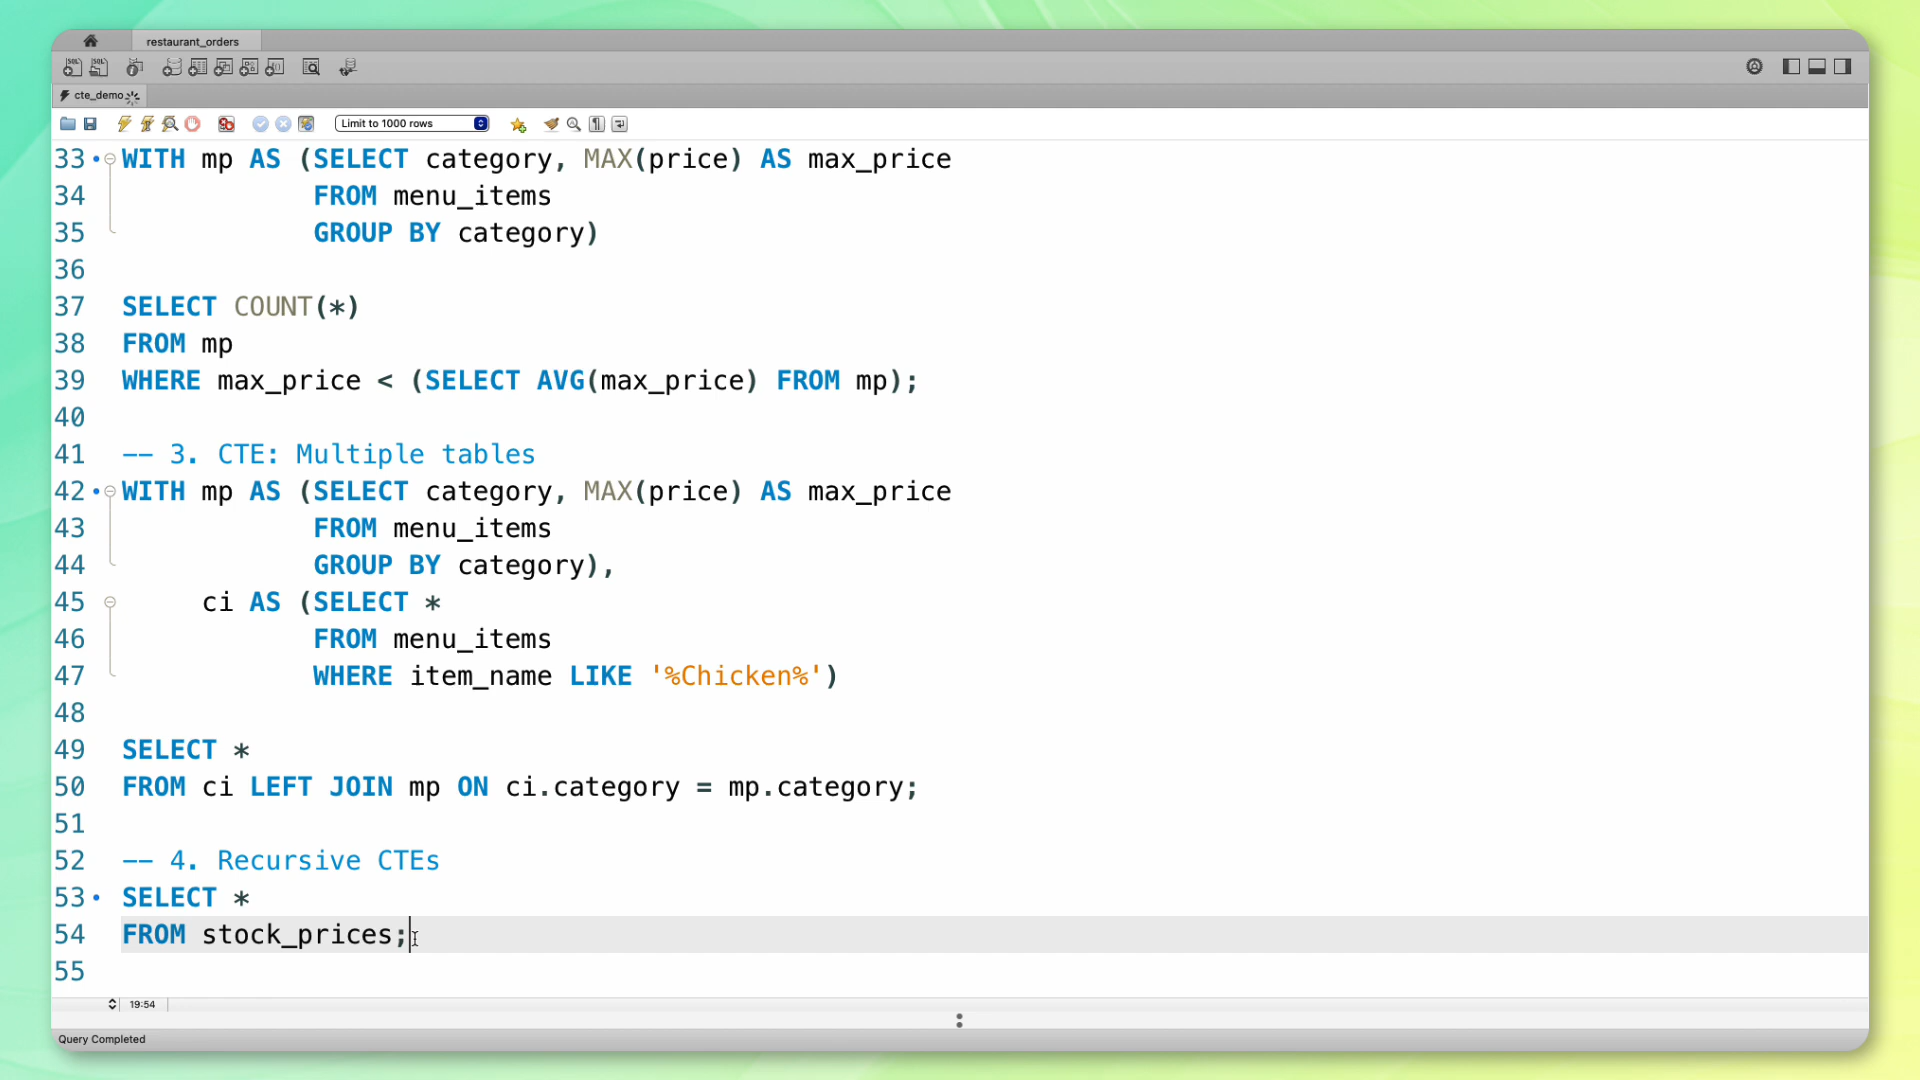 restaurant_orders
cte_demo
Limit to 1000 rows
33 WITH mp AS (SELECT category, MAX(price) AS max_price
34 FROM menu_items
35 GROUP BY category)
36
37 SELECT COUNT(*)
38 FROM mp
39 WHERE max_price < (SELECT AVG(max_price) FROM mp);
40
41 -- 3. CTE: Multiple tables
42 WITH mp AS (SELECT category, MAX(price) AS max_price
43 FROM menu_items
44 GROUP BY category),
45 ci AS (SELECT *
46 FROM menu_items
47 WHERE item_name LIKE '%Chicken%')
48
49 SELECT *
50 FROM ci LEFT JOIN mp ON ci.category = mp.category;
51
52 -- 4. Recursive CTEs
53 SELECT *
54 FROM stock_prices;
55
19:54
Query Completed